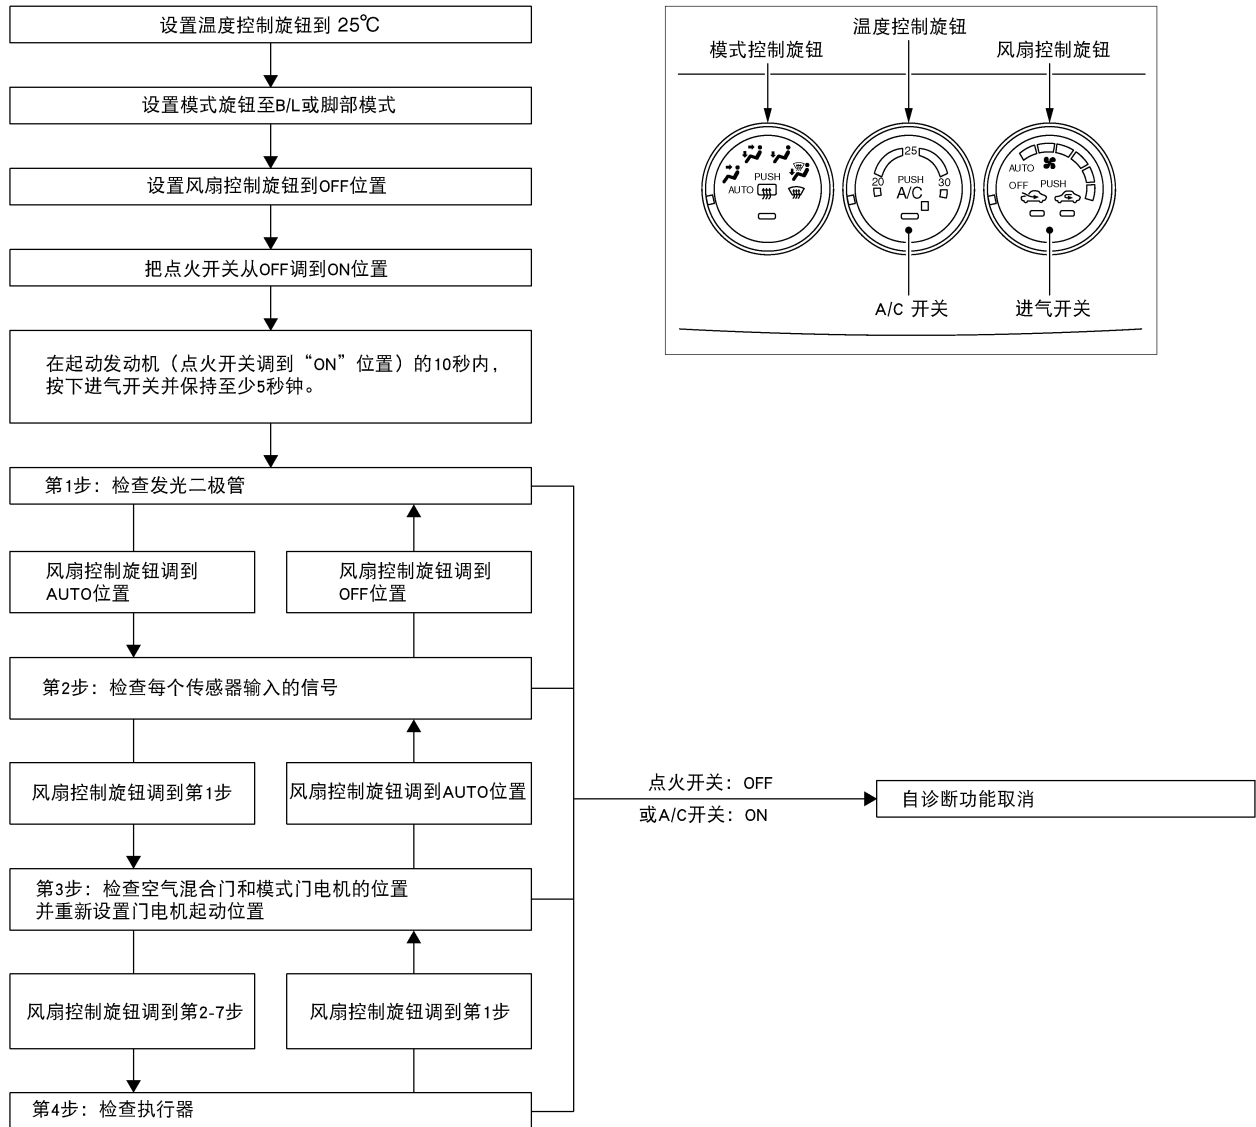 设置温度控制旋钮到 25℃
设置模式旋钮至B/L或脚部模式
设置风扇控制旋钮到OFF位置
把点火开关从OFF调到ON位置
在起动发动机（点火开关调到“ON”位置）的10秒内，
按下进气开关并保持至少5秒钟。
第1步：检查发光二极管
风扇控制旋钮调到
AUTO位置
风扇控制旋钮调到
OFF位置
第2步：检查每个传感器输入的信号
风扇控制旋钮调到第1步
风扇控制旋钮调到AUTO位置
第3步：检查空气混合门和模式门电机的位置
并重新设置门电机起动位置
风扇控制旋钮调到第2-7步
风扇控制旋钮调到第1步
第4步：检查执行器
点火开关：OFF
或A/C开关：ON
自诊断功能取消
温度控制旋钮
模式控制旋钮
风扇控制旋钮
PUSH
AUTO
25
20
PUSH
30
A/C
AUTO
OFF
PUSH
A/C 开关
进气开关